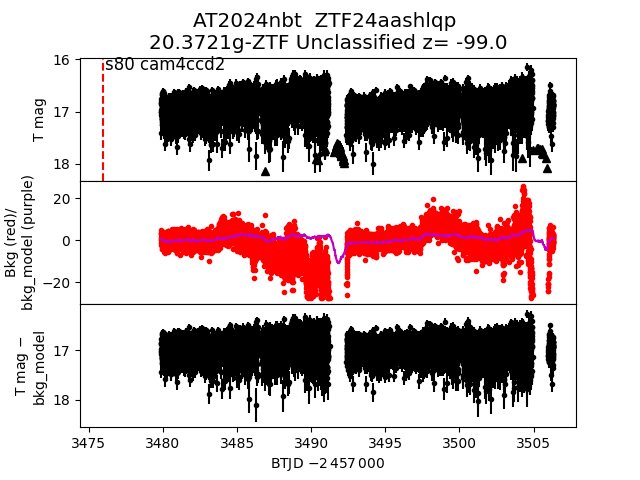 AT2024nbt  ZTF24aashlqp
20.3721g-ZTF Unclassified z= -99.0
s80 cam4ccd2
16
17
18
T mag
20
0
−20
Bkg (red)/
bkg_model (purple)
17
18
T mag −
bkg_model
3475 3480 3485 3490 3495 3500 3505
BTJD −2 457 000